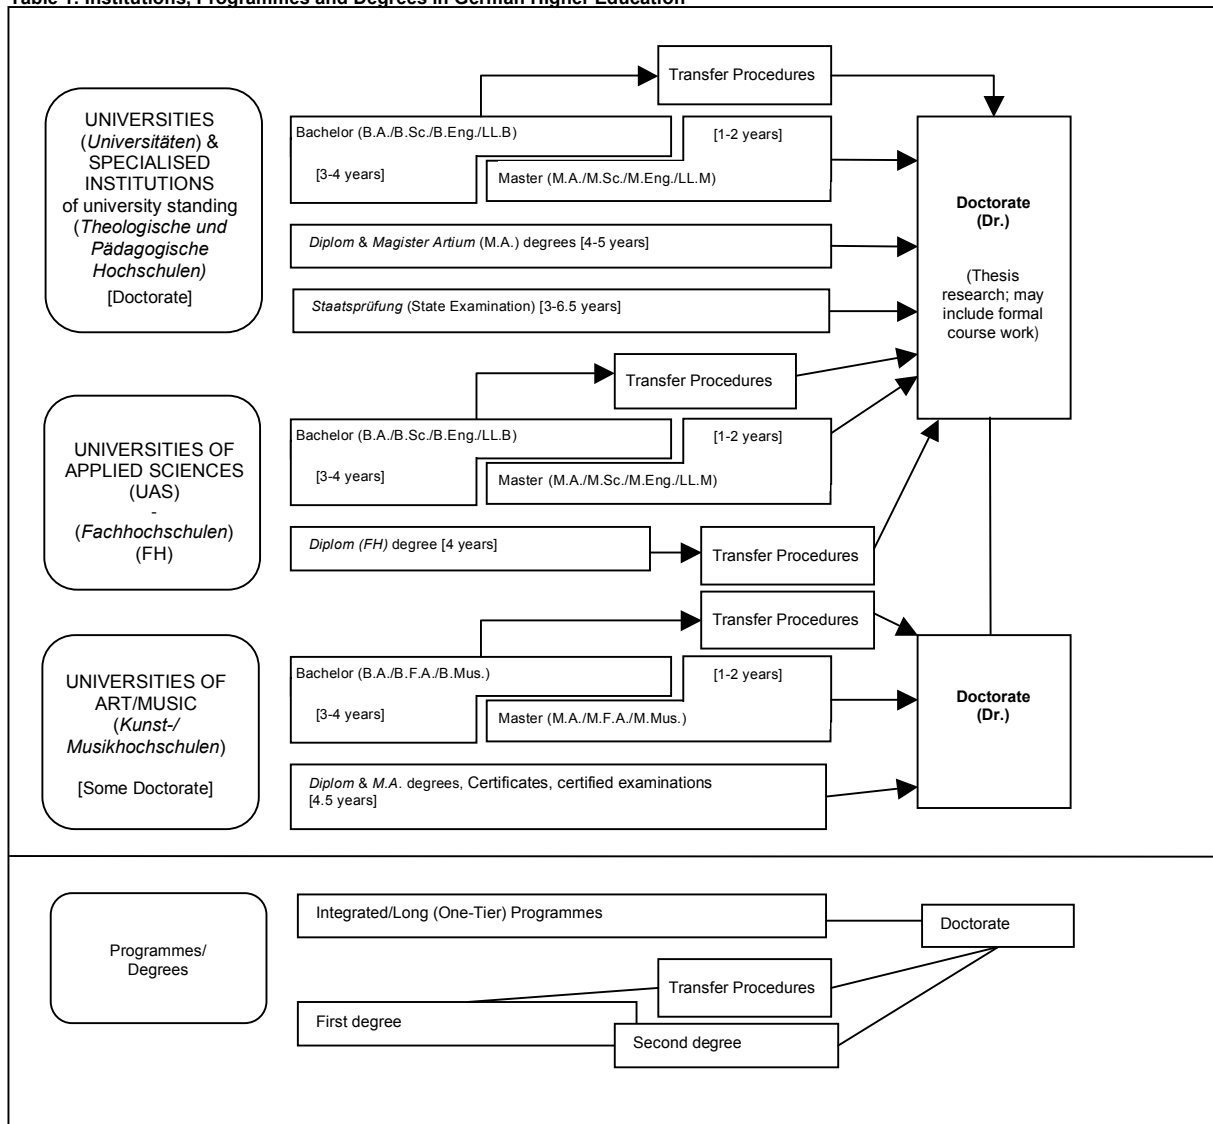 Table 1: Institutions, Programmes and Degrees in German Higher Education
Transfer Procedures
UNIVERSITIES
(Universitäten) &
SPECIALISED
INSTITUTIONS
of university standing
(Theologische und
Pädagogische
Hochschulen)
[Doctorate]
Bachelor (B.A./B.Sc./B.Eng./LL.B)
[3-4 years]
[1-2 years]
Master (M.A./M.Sc./M.Eng./LL.M)
Diplom & Magister Artium (M.A.) degrees [4-5 years]
Staatsprüfung (State Examination) [3-6.5 years]
Doctorate
(Dr.)
(Thesis
research; may
include formal
course work)
Transfer Procedures
UNIVERSITIES OF
APPLIED SCIENCES
(UAS)
-
(Fachhochschulen)
(FH)
Bachelor (B.A./B.Sc./B.Eng./LL.B)
[3-4 years]
[1-2 years]
Master (M.A./M.Sc./M.Eng./LL.M)
Diplom (FH) degree [4 years]
Transfer Procedures
Transfer Procedures
UNIVERSITIES OF
ART/MUSIC
(Kunst-/
Musikhochschulen)
[Some Doctorate]
Bachelor (B.A./B.F.A./B.Mus.)
[3-4 years]
[1-2 years]
Master (M.A./M.F.A./M.Mus.)
Diplom & M.A. degrees, Certificates, certified examinations
[4.5 years]
Doctorate
(Dr.)
Programmes/
Degrees
Integrated/Long (One-Tier) Programmes
Doctorate
Transfer Procedures
First degree
Second degree